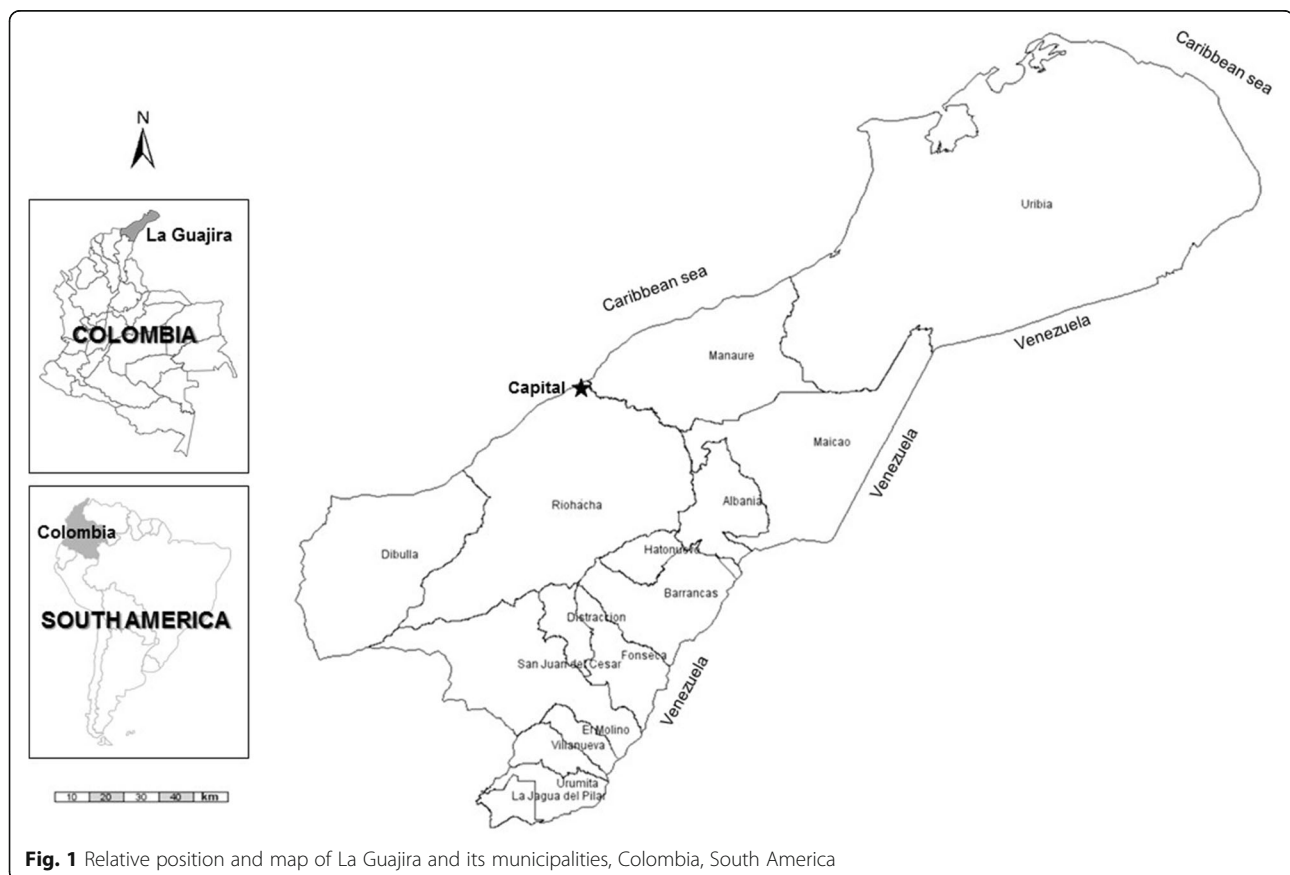 Caribbean sea
N
Uribia
La Guajira
Caribbean sea
COLOMBIA
Venezuela
Manaure
Capital
Maicao
Venezuela
Albania
Riohacha
Colombia
Hatonuevo
Dibulla
Barrancas
SOUTH AMERICA
Distraccion
Fonseca
San Juan del Cesar
Venezuela
El Molino
Villanueva
Urumita
La Jagua del Pilar
10 20 30 40 km
Fig. 1 Relative position and map of La Guajira and its municipalities, Colombia, South America